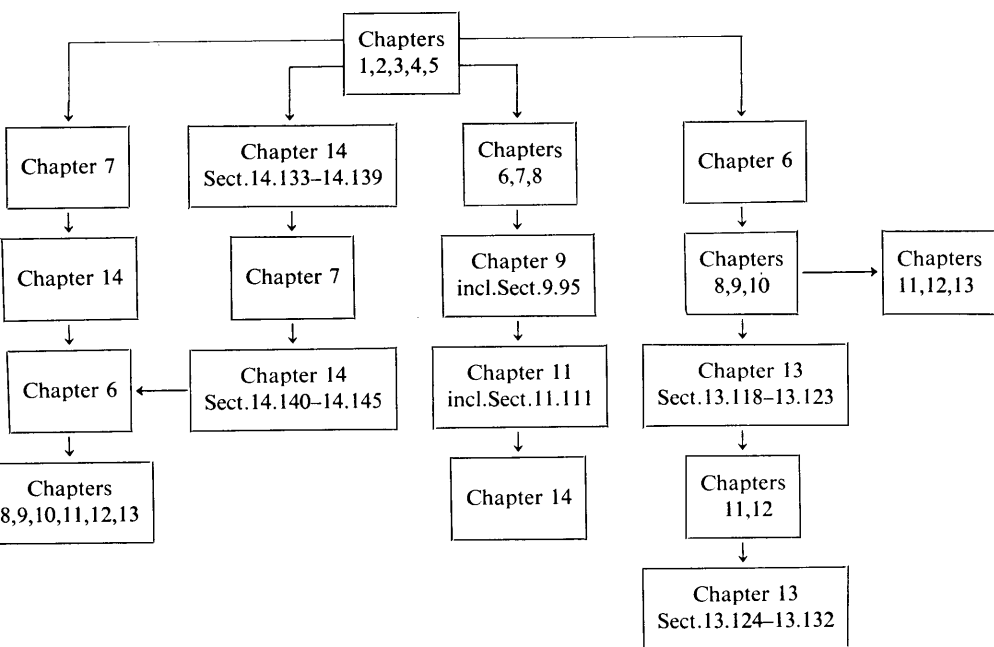 Chapters
1,2,3,4,5
Chapter 7
Chapter 14
Sect.14.133–14.139
Chapters
6,7,8
Chapter 6
Chapter 14
Chapter 7
Chapter 9
incl.Sect.9.95
Chapters
8,9,10
Chapters
11,12,13
Chapter 6
Chapter 14
Sect.14.140–14.145
Chapter 11
incl.Sect.11.111
Chapter 13
Sect.13.118–13.123
Chapters
8,9,10,11,12,13
Chapter 14
Chapters
11,12
Chapter 13
Sect.13.124–13.132